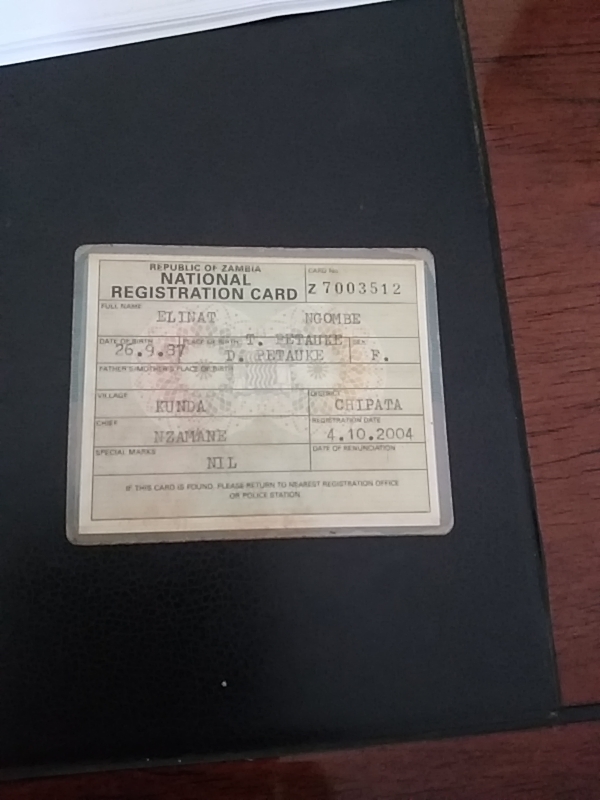 REPUBLIC OF ZAMBIA
NATIONAL
REGISTRATION CARD
CARD No.
Z 7003512
FULL NAME
ELINAT NGOMBE
DATE OF BIRTH PLACE OF BIRTH T. PETAUKE SEX
26.9.87 D. PETAUKE F.
FATHER'S/MOTHER'S PLACE OF BIRTH
VILLAGE DISTRICT
KUNDA CHIPATA
CHIEF REGISTRATION DATE
NZAMANE 4.10.2004
SPECIAL MARKS DATE OF RENUNCIATION
NIL
IF THIS CARD IS FOUND, PLEASE RETURN TO NEAREST REGISTRATION OFFICE
OR POLICE STATION